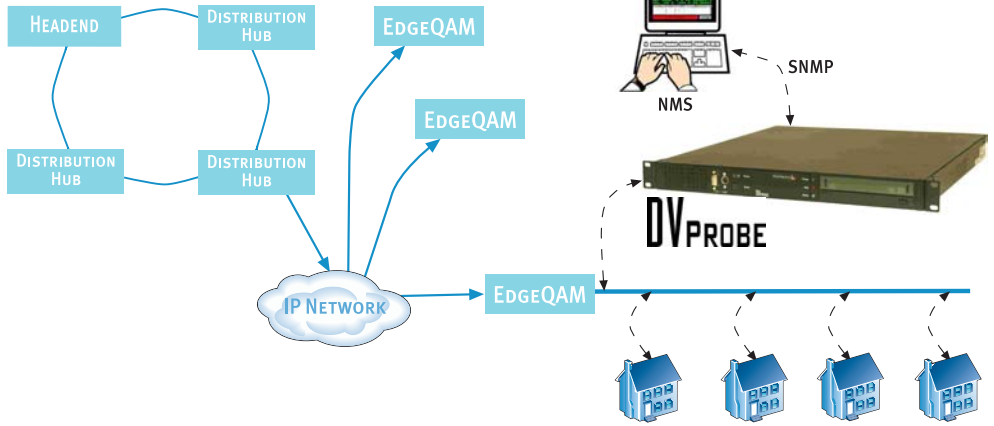 HEADEND
DISTRIBUTION
HUB
EDGEQAM
SNMP
NMS
EDGEQAM
DISTRIBUTION
HUB
DISTRIBUTION
HUB
DVPROBE
IP NETWORK
EDGEQAM